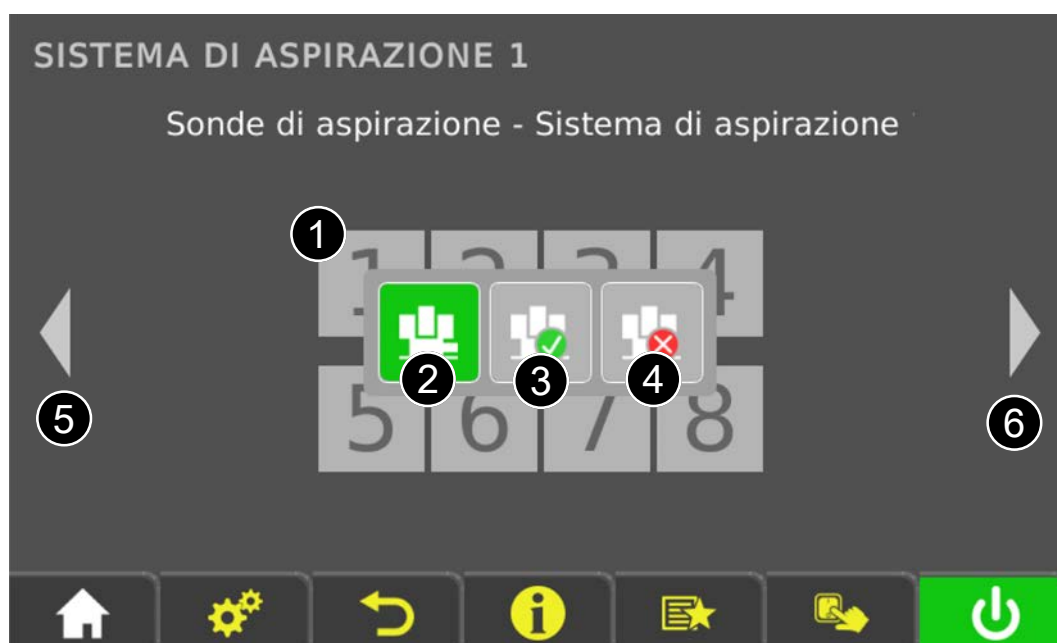 SISTEMA DI ASPIRAZIONE 1
Sonde di aspirazione - Sistema di aspirazione
1
1 2 3 4
2 3 4
5 6
5 6 7 8